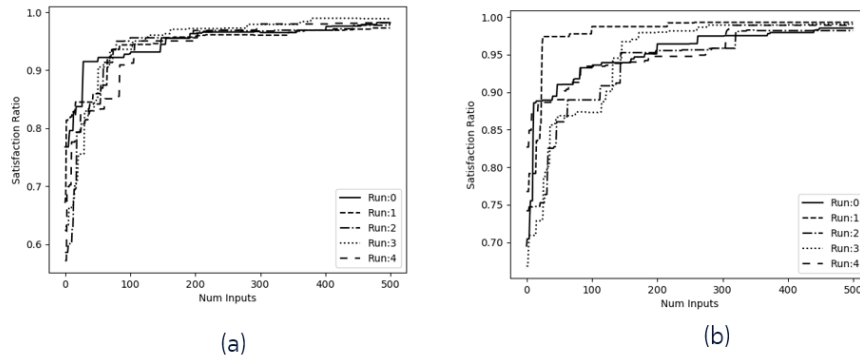 1.0
0.9
0.8
0.7
0.6
Satisfaction Ratio
0 100 200 300 400 500
Num Inputs
Run:0
Run:1
Run:2
Run:3
Run:4
(a)
1.00
0.95
0.90
0.85
0.80
0.75
0.70
Satisfaction Ratio
0 100 200 300 400 500
Num Inputs
Run:0
Run:1
Run:2
Run:3
Run:4
(b)